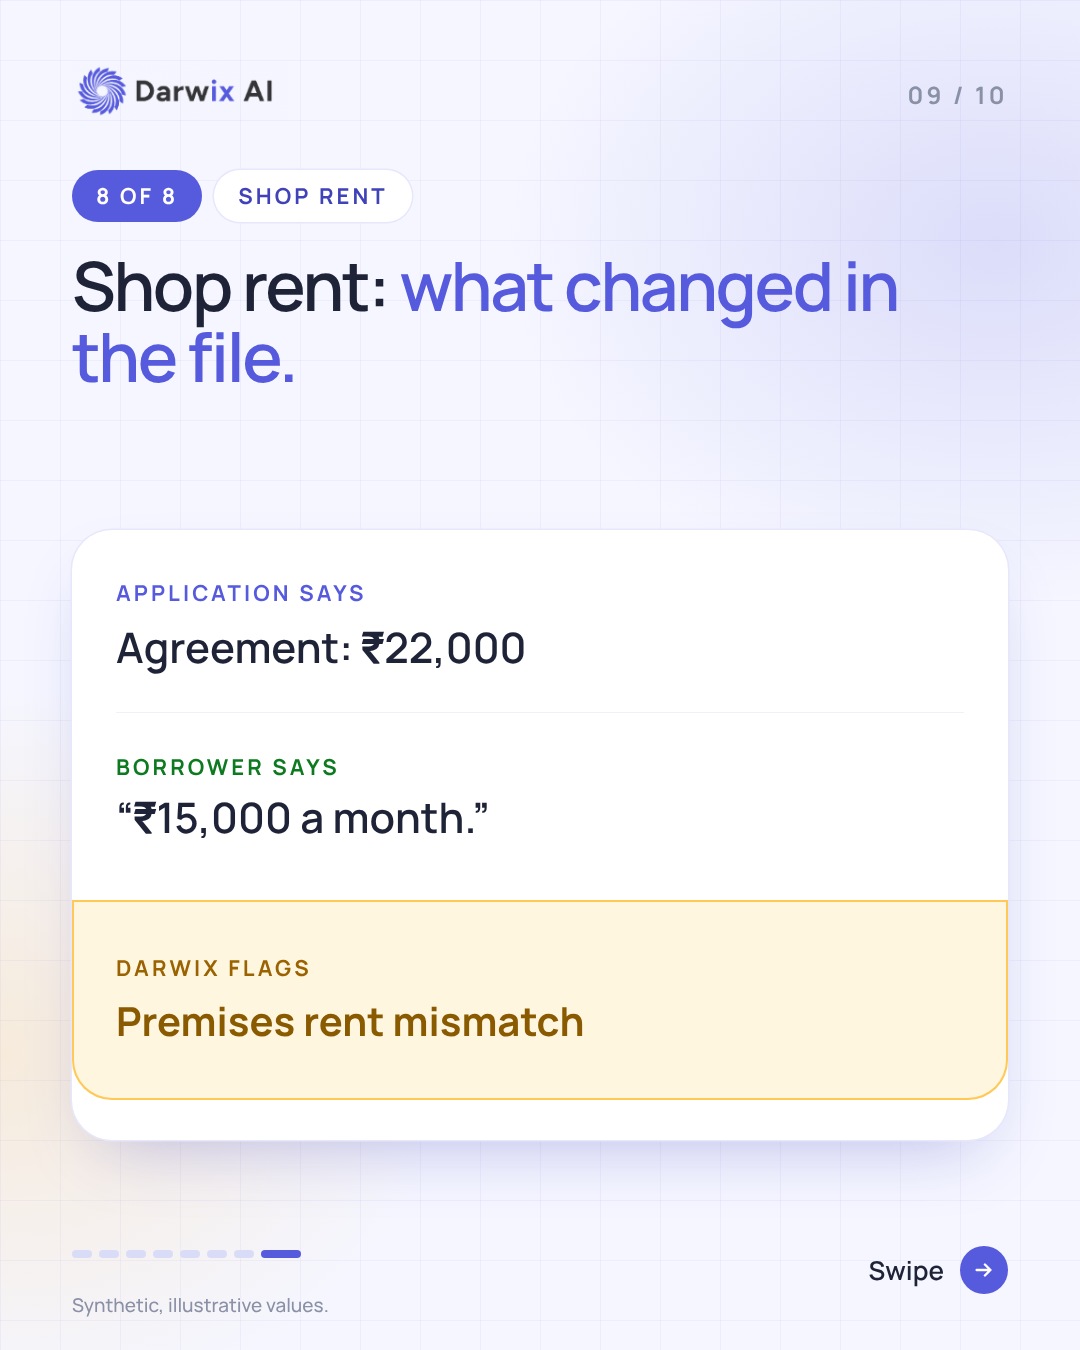 Darwix AI
09 / 10
8 OF 8
SHOP RENT
Shop rent: what changed in
the file.
APPLICATION SAYS
Agreement: ₹22,000
BORROWER SAYS
“₹15,000 a month.”
DARWIX FLAGS
Premises rent mismatch
Swipe
Synthetic, illustrative values.